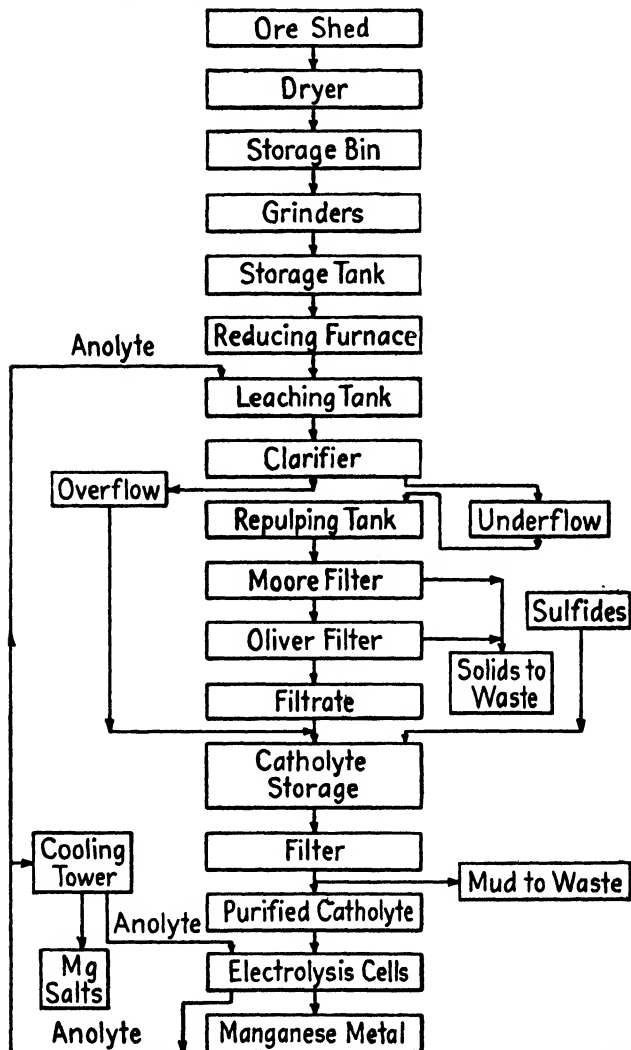 Ore Shed
Dryer
Storage Bin
Grinders
Storage Tank
Reducing Furnace
Anolyte
Leaching Tank
Clarifier
Overflow
Repulping Tank
Underflow
Moore Filter
Sulfides
Oliver Filter
Solids to
Waste
Filtrate
Catholyte
Storage
Cooling
Tower
Filter
Mud to Waste
Purified Catholyte
Anolyte
Mg
Salts
Electrolysis Cells
Anolyte
Manganese Metal